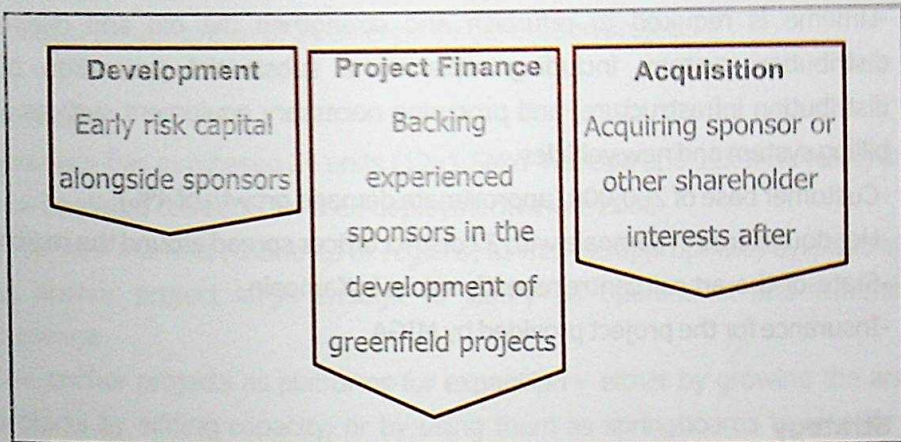 Development
Early risk capital
alongside sponsors
Project Finance
Backing
experienced
sponsors in the
development of
greenfield projects
Acquisition
Acquiring sponsor or
other shareholder
interests after